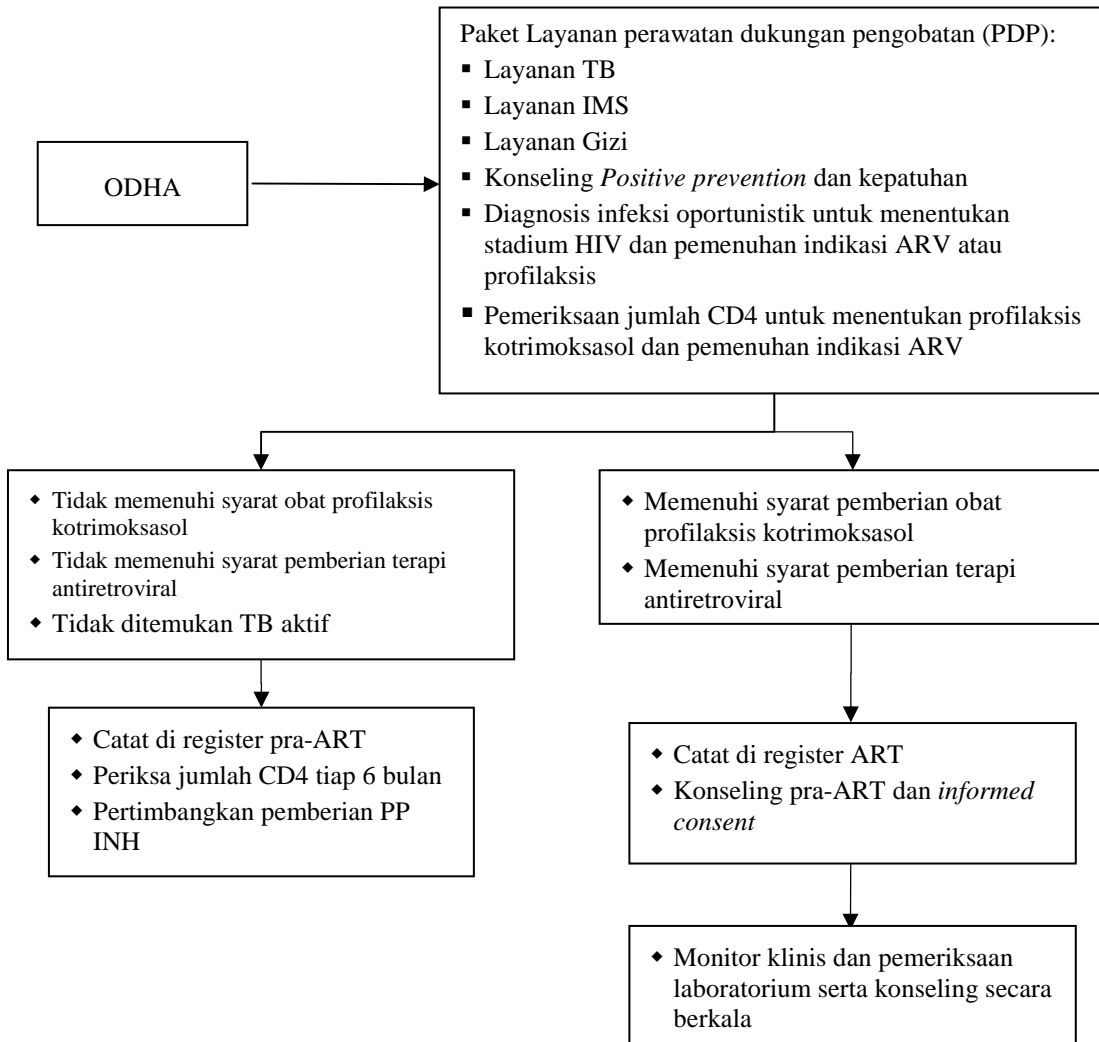 Paket Layanan perawatan dukungan pengobatan (PDP):
▪ Layanan TB
▪ Layanan IMS
▪ Layanan Gizi
▪ Konseling Positive prevention dan kepatuhan
▪ Diagnosis infeksi oportunistik untuk menentukan
stadium HIV dan pemenuhan indikasi ARV atau
profilaksis
▪ Pemeriksaan jumlah CD4 untuk menentukan profilaksis
kotrimoksasol dan pemenuhan indikasi ARV
ODHA
◆ Tidak memenuhi syarat obat profilaksis
kotrimoksasol
◆ Tidak memenuhi syarat pemberian terapi
antiretroviral
◆ Tidak ditemukan TB aktif
◆ Memenuhi syarat pemberian obat
profilaksis kotrimoksasol
◆ Memenuhi syarat pemberian terapi
antiretroviral
◆ Catat di register pra-ART
◆ Periksa jumlah CD4 tiap 6 bulan
◆ Pertimbangkan pemberian PP
INH
◆ Catat di register ART
◆ Konseling pra-ART dan informed
consent
◆ Monitor klinis dan pemeriksaan
laboratorium serta konseling secara
berkala